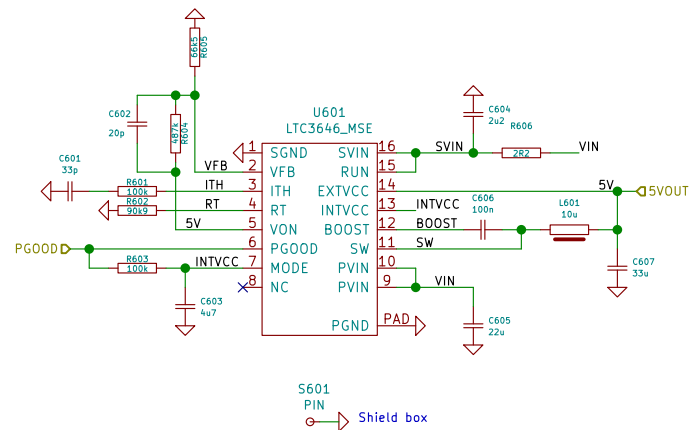 66k5
R605
C602
20p
487k
R604
U601
LTC3646_MSE
C604
2u2
R606
2R2
SVIN
VIN
C601
33p
R601
100k
R602
90k9
VFB
ITH
RT
5V
1 SGND SVIN 16
2 VFB RUN 15
3 ITH EXTVCC 14
4 RT INTVCC 13
5 VON BOOST 12
6 PGOOD SW 11
7 MODE PVIN 10
8 NC PVIN 9
PGND PAD
INTVCC
BOOST
SW
C606
100n
L601
10u
5V
5VOUT
PGOOD
R603
100k
INTVCC
VIN
C607
33u
C603
4u7
C605
22u
S601
PIN
Shield box